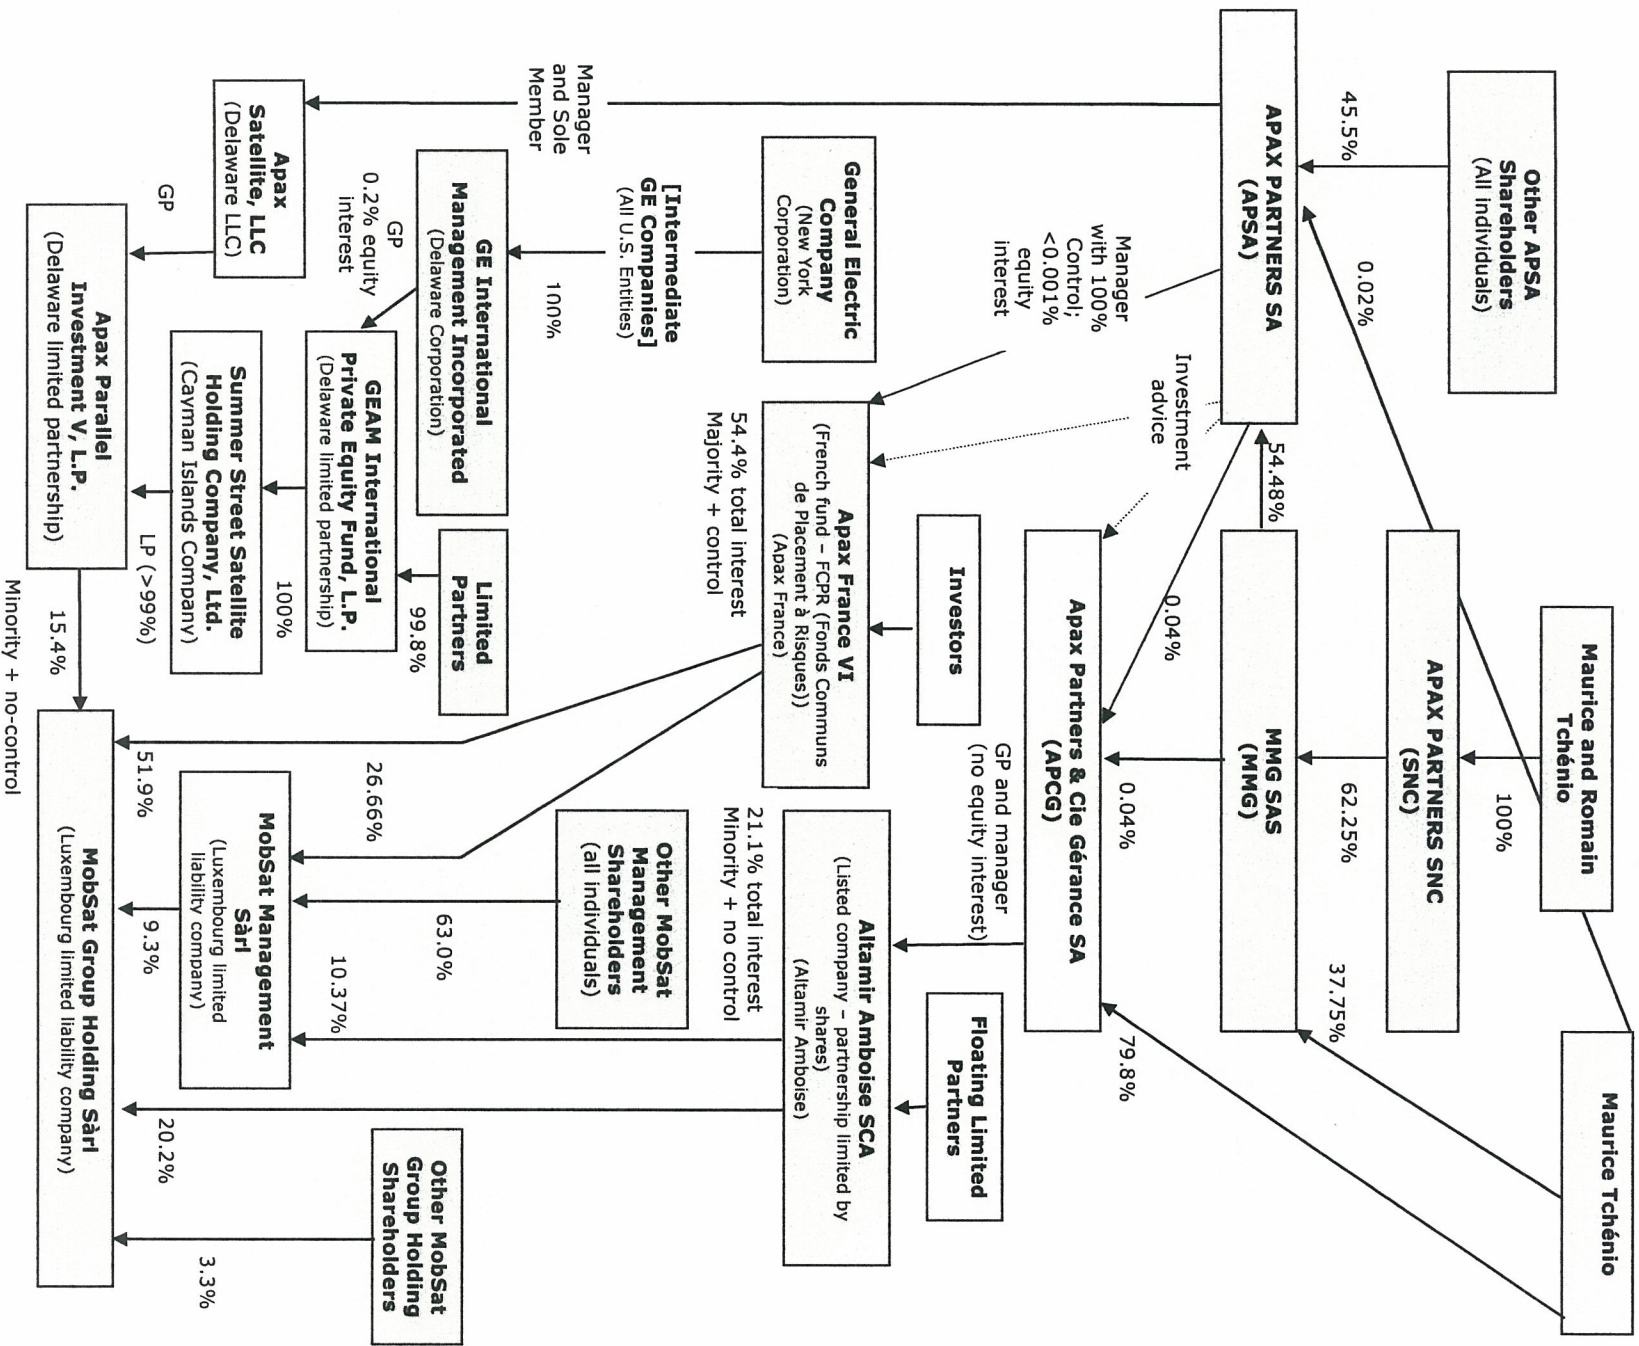 Maurice and Romain
Tchénio
Maurice Tchénio
Other APSA
Shareholders
(All individuals)
100%
APAX PARTNERS SNC
(SNC)
45.5%
0.02%
62.25%
37.75%
APAX PARTNERS SA
(APSA)
54.48%
MMG SAS
(MMG)
Manager
with 100%
Control;
<0.001%
equity
interest
Investment
advice
0.04%
0.04%
79.8%
Apax Partners & Cie Gérance SA
(APCG)
GP and manager
(no equity interest)
Investors
Floating Limited
Partners
General Electric
Company
(New York
Corporation)
Apax France VI
(French fund – FCPR (Fonds Communs
de Placement à Risques))
(Apax France)
Altamir Amboise SCA
(Listed company – partnership limited by
shares)
(Altamir Amboise)
54.4% total interest
Majority + control
21.1% total interest
Minority + no control
[Intermediate
GE Companies]
(All U.S. Entities)
Other MobSat
Management
Shareholders
(all individuals)
Manager
and Sole
Member
100%
GE International
Management Incorporated
(Delaware Corporation)
Limited
Partners
63.0%
Other MobSat
Group Holding
Shareholders
GP
0.2% equity
interest
99.8%
26.66%
10.37%
GEAM International
Private Equity Fund, L.P.
(Delaware limited partnership)
Apax
Satellite, LLC
(Delaware LLC)
100%
MobSat Management
Sàrl
(Luxembourg limited
liability company)
Summer Street Satellite
Holding Company, Ltd.
(Cayman Islands Company)
GP
LP (>99%)
51.9%
9.3%
20.2%
3.3%
Apax Parallel
Investment V, L.P.
(Delaware limited partnership)
15.4%
Minority + no-control
MobSat Group Holding Sàrl
(Luxembourg limited liability company)